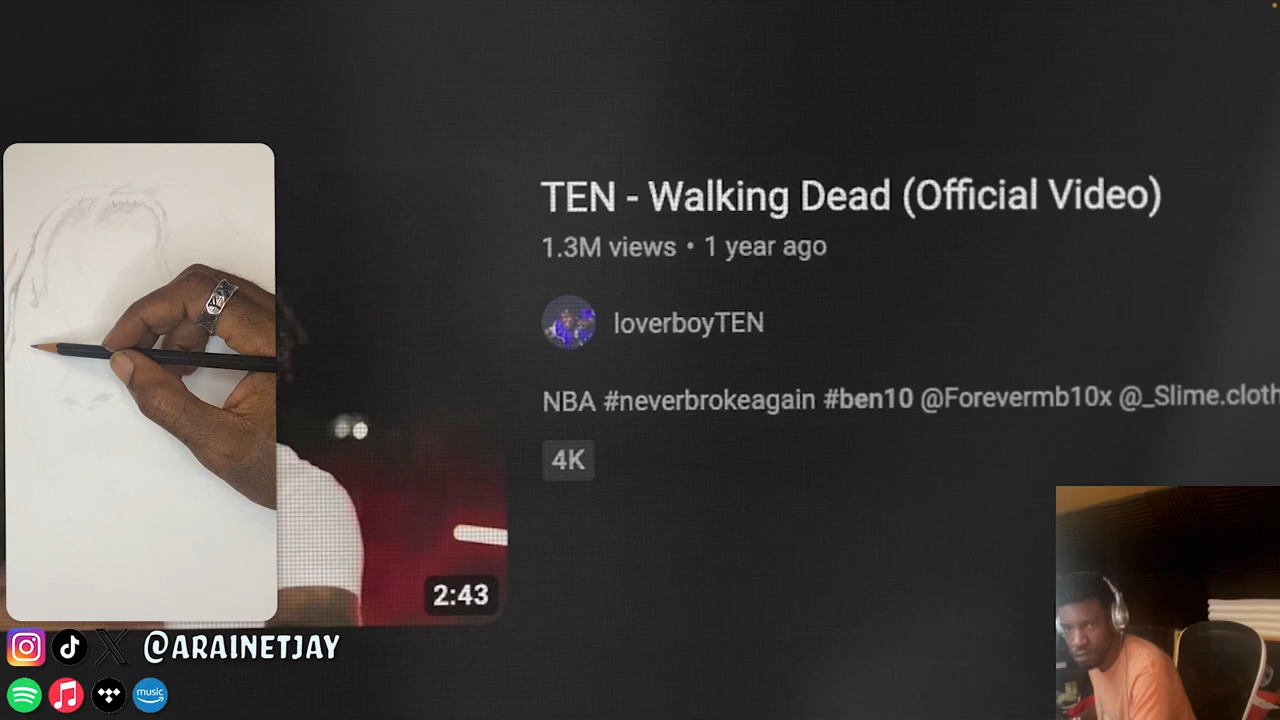 TEN - Walking Dead (Official Video)
1.3M views • 1 year ago
loverboyTEN
NBA #neverbrokeagain #ben10 @Forevermb10x @_Slime.cloth
4K
2:43
@ARAINETJAY
music